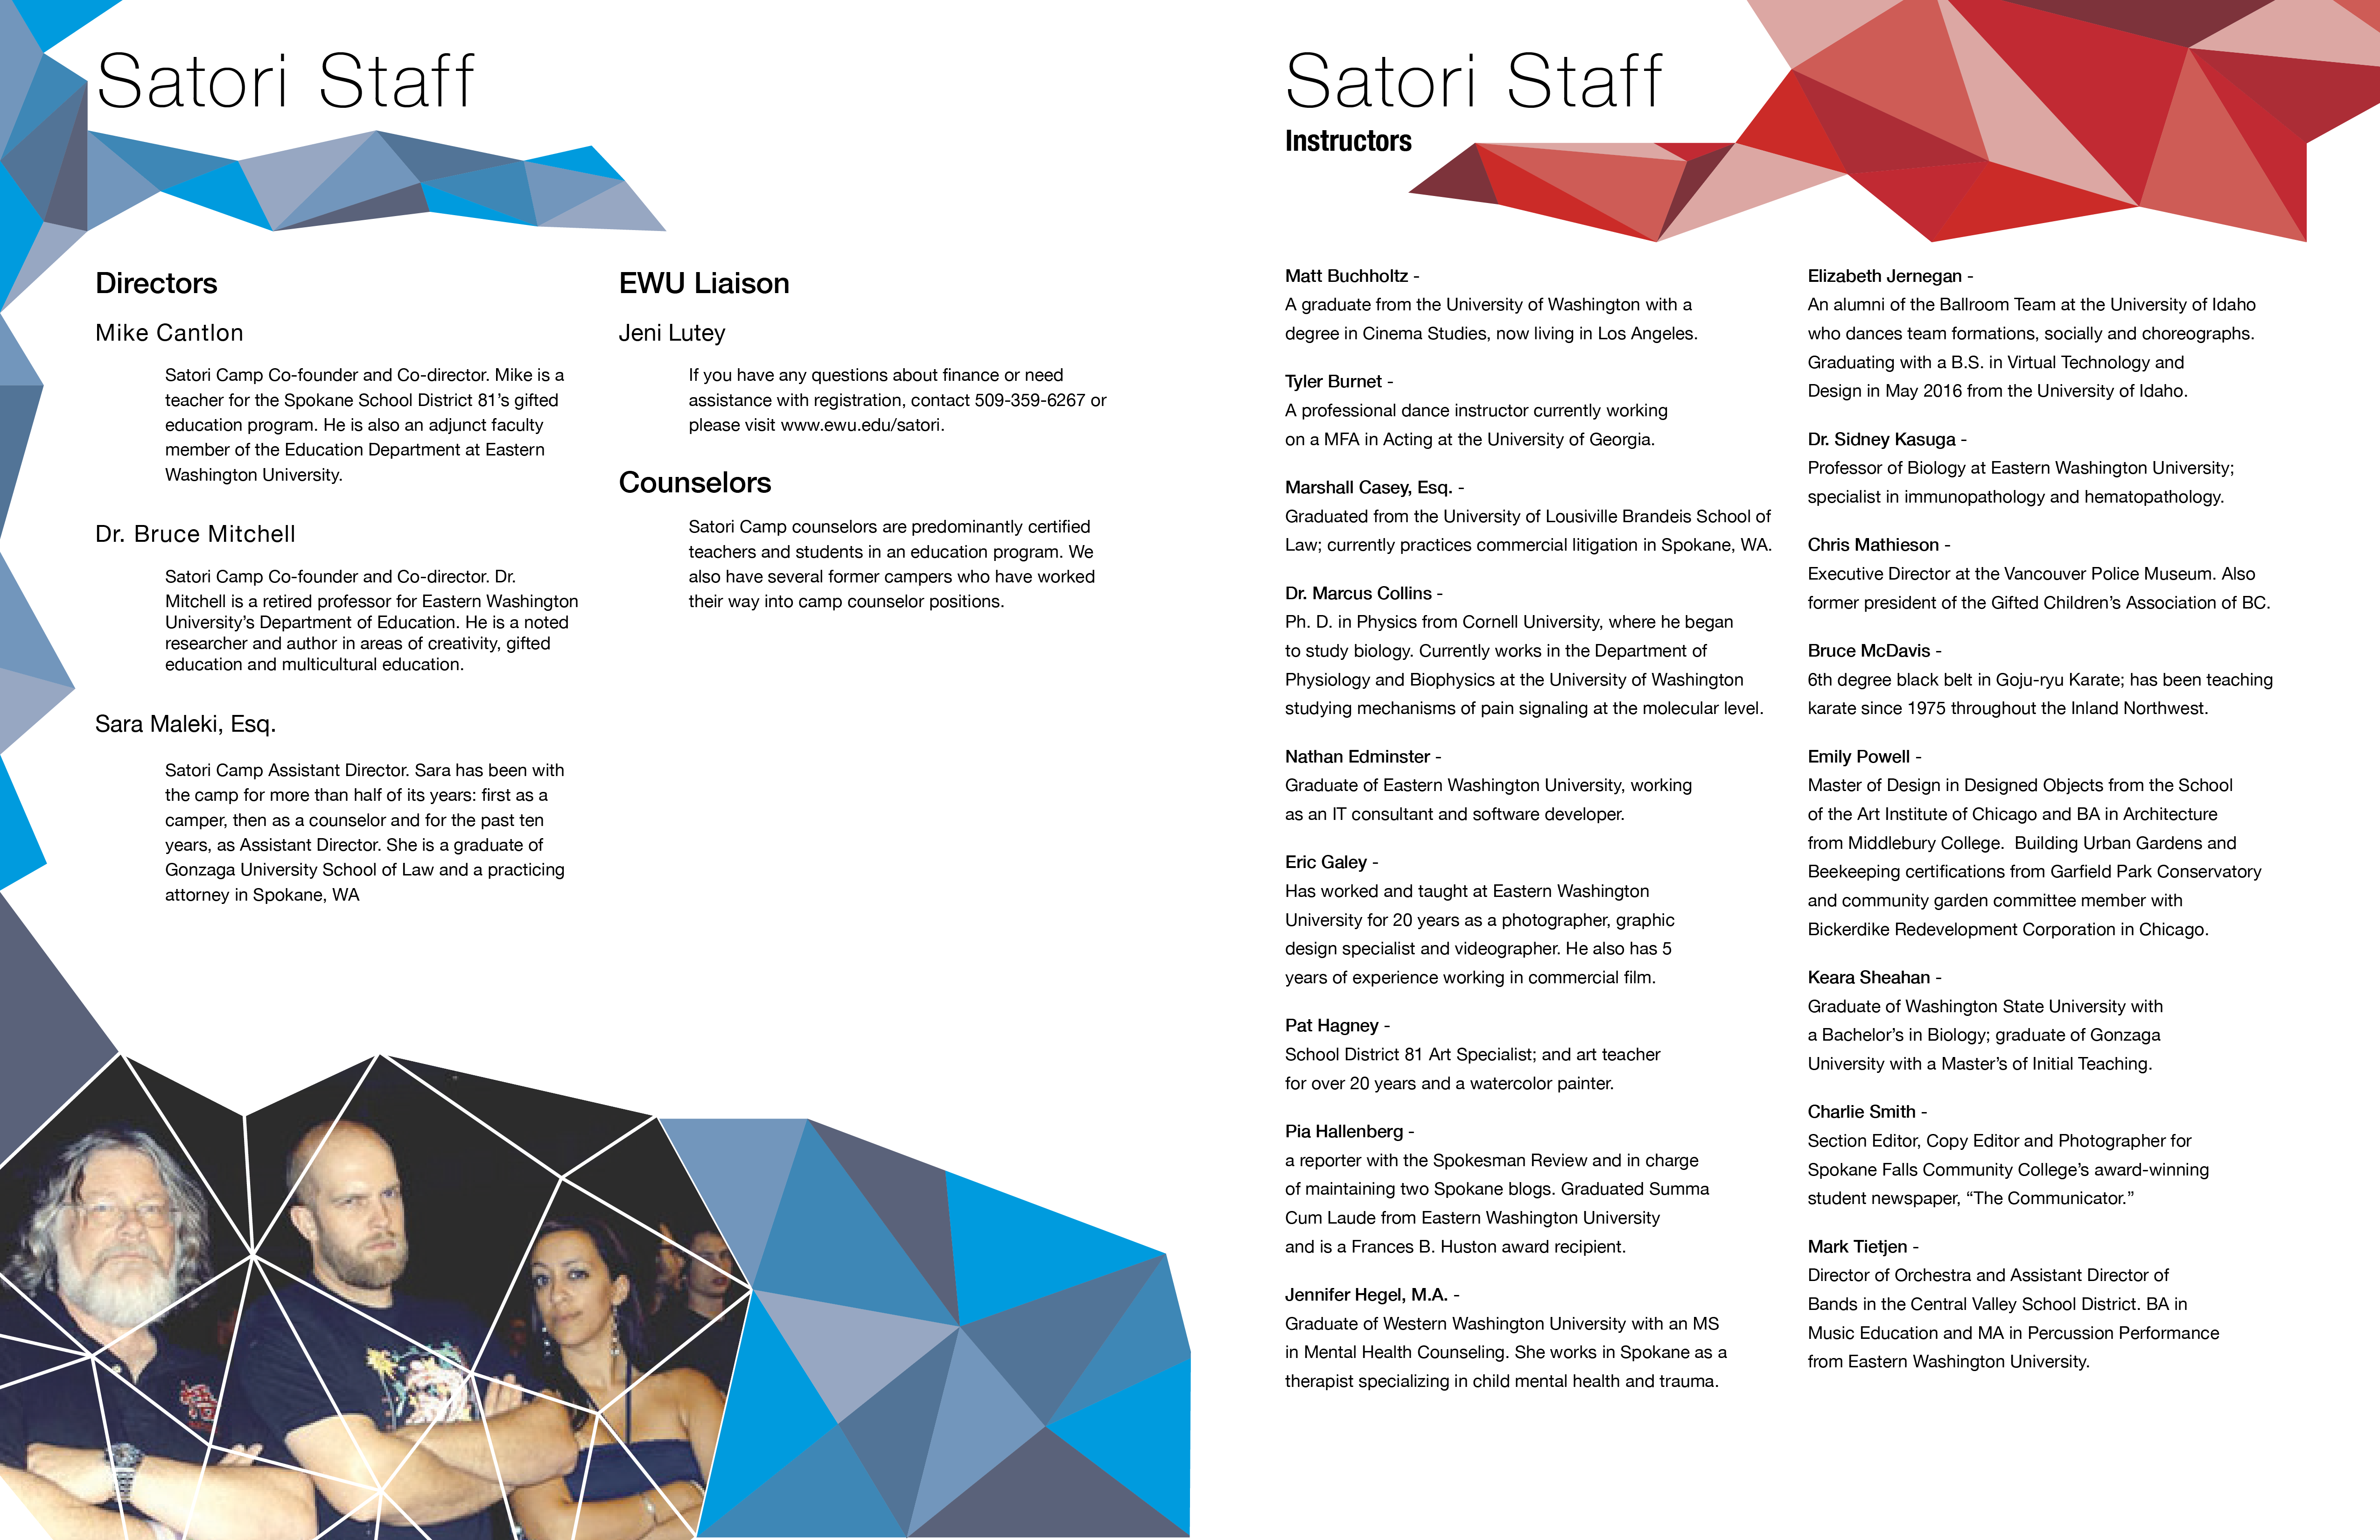 Satori Staff
Directors
Mike Cantlon
Satori Camp Co-founder and Co-director. Mike is a
teacher for the Spokane School District 81’s gifted
education program. He is also an adjunct faculty
member of the Education Department at Eastern
Washington University.
Dr. Bruce Mitchell
Satori Camp Co-founder and Co-director. Dr.
Mitchell is a retired professor for Eastern Washington
University’s Department of Education. He is a noted
researcher and author in areas of creativity, gifted
education and multicultural education.
Sara Maleki, Esq.
Satori Camp Assistant Director. Sara has been with
the camp for more than half of its years: first as a
camper, then as a counselor and for the past ten
years, as Assistant Director. She is a graduate of
Gonzaga University School of Law and a practicing
attorney in Spokane, WA
EWU Liaison
Jeni Lutey
If you have any questions about finance or need
assistance with registration, contact 509-359-6267 or
please visit www.ewu.edu/satori.
Counselors
Satori Camp counselors are predominantly certified
teachers and students in an education program. We
also have several former campers who have worked
their way into camp counselor positions.
Satori Staff
Instructors
Matt Buchholtz -
A graduate from the University of Washington with a
degree in Cinema Studies, now living in Los Angeles.
Tyler Burnet -
A professional dance instructor currently working
on a MFA in Acting at the University of Georgia.
Marshall Casey, Esq. -
Graduated from the University of Lousiville Brandeis School of
Law; currently practices commercial litigation in Spokane, WA.
Dr. Marcus Collins -
Ph. D. in Physics from Cornell University, where he began
to study biology. Currently works in the Department of
Physiology and Biophysics at the University of Washington
studying mechanisms of pain signaling at the molecular level.
Nathan Edminster -
Graduate of Eastern Washington University, working
as an IT consultant and software developer.
Eric Galey -
Has worked and taught at Eastern Washington
University for 20 years as a photographer, graphic
design specialist and videographer. He also has 5
years of experience working in commercial film.
Pat Hagney -
School District 81 Art Specialist; and art teacher
for over 20 years and a watercolor painter.
Pia Hallenberg -
a reporter with the Spokesman Review and in charge
of maintaining two Spokane blogs. Graduated Summa
Cum Laude from Eastern Washington University
and is a Frances B. Huston award recipient.
Jennifer Hegel, M.A. -
Graduate of Western Washington University with an MS
in Mental Health Counseling. She works in Spokane as a
therapist specializing in child mental health and trauma.
Elizabeth Jernegan -
An alumni of the Ballroom Team at the University of Idaho
who dances team formations, socially and choreographs.
Graduating with a B.S. in Virtual Technology and
Design in May 2016 from the University of Idaho.
Dr. Sidney Kasuga -
Professor of Biology at Eastern Washington University;
specialist in immunopathology and hematopathology.
Chris Mathieson -
Executive Director at the Vancouver Police Museum. Also
former president of the Gifted Children’s Association of BC.
Bruce McDavis -
6th degree black belt in Goju-ryu Karate; has been teaching
karate since 1975 throughout the Inland Northwest.
Emily Powell -
Master of Design in Designed Objects from the School
of the Art Institute of Chicago and BA in Architecture
from Middlebury College.  Building Urban Gardens and
Beekeeping certifications from Garfield Park Conservatory
and community garden committee member with
Bickerdike Redevelopment Corporation in Chicago.
Keara Sheahan -
Graduate of Washington State University with
a Bachelor’s in Biology; graduate of Gonzaga
University with a Master’s of Initial Teaching.
Charlie Smith -
Section Editor, Copy Editor and Photographer for
Spokane Falls Community College’s award-winning
student newspaper, “The Communicator.”
Mark Tietjen -
Director of Orchestra and Assistant Director of
Bands in the Central Valley School District. BA in
Music Education and MA in Percussion Performance
from Eastern Washington University.